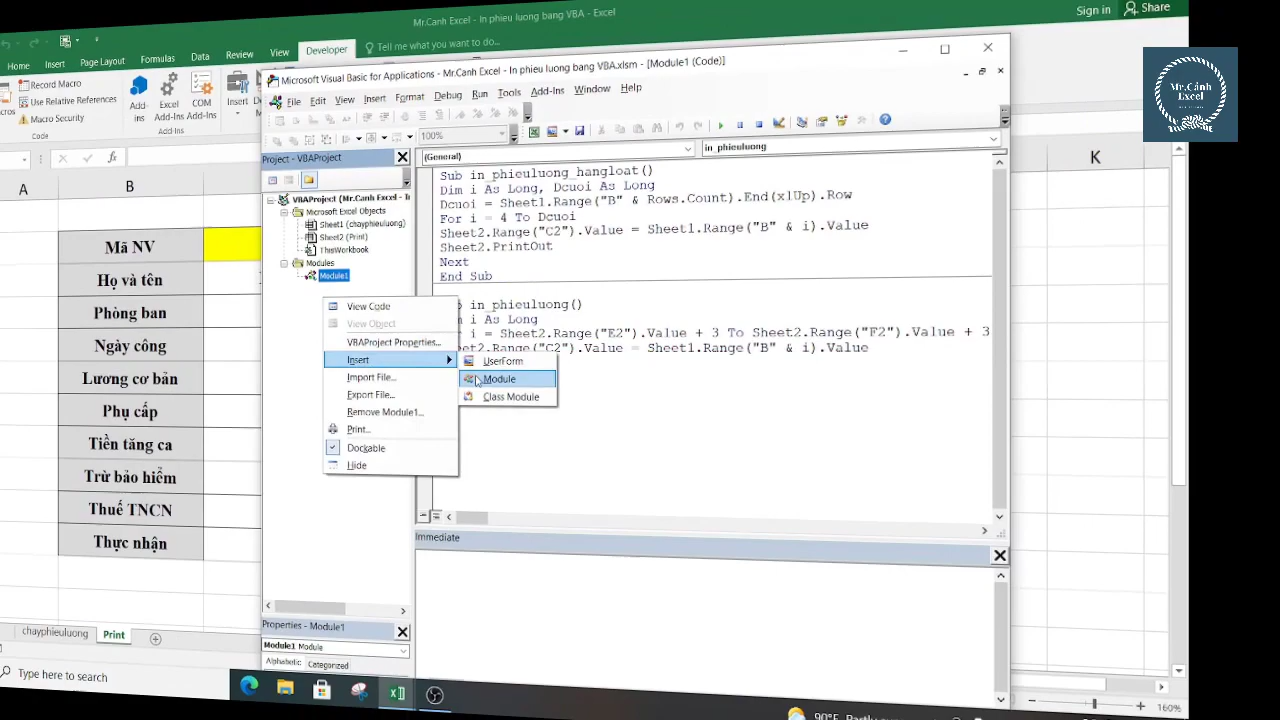 Mr.Canh Excel - In phieu luong bang VBA - Excel
Sign in
Share
Home Insert Page Layout Formulas Data Review View Developer Tell me what you want to do...
Record Macro
Use Relative References
Macro Security
Code
Add-Ins
Excel Add-Ins
COM Add-Ins
Add-Ins
Insert
Mr.Cảnh
Excel
Microsoft Visual Basic for Applications - Mr.Canh Excel - In phieu luong bang VBA.xlsm - [Module1 (Code)]
File Edit View Insert Format Debug Run Tools Add-Ins Window Help
100%
Project - VBAProject
VBAProject (Mr.Canh Excel - In
Microsoft Excel Objects
Sheet1 (chayphieuluong)
Sheet2 (Print)
ThisWorkbook
Modules
Module1
(General)
in_phieuluong
Sub in_phieuluong_hangloat()
Dim i As Long, Dcuoi As Long
Dcuoi = Sheet1.Range("B" & Rows.Count).End(xlUp).Row
For i = 4 To Dcuoi
Sheet2.Range("C2").Value = Sheet1.Range("B" & i).Value
Sheet2.PrintOut
Next
End Sub
in_phieuluong()
i As Long
i = Sheet2.Range("E2").Value + 3 To Sheet2.Range("F2").Value + 3
eet2.Range("C2").Value = Sheet1.Range("B" & i).Value
View Code
View Object
VBAProject Properties...
Insert
Import File...
Export File...
Remove Module1...
Print...
Dockable
Hide
UserForm
Module
Class Module
Immediate
Properties - Module1
Module1 Module
Alphabetic Categorized
A B K
Mã NV
Họ và tên
Phòng ban
Ngày công
Lương cơ bản
Phụ cấp
Tiền tăng ca
Trừ bảo hiểm
Thuế TNCN
Thực nhận
chayphieuluong Print
160%
Type here to search
90°F